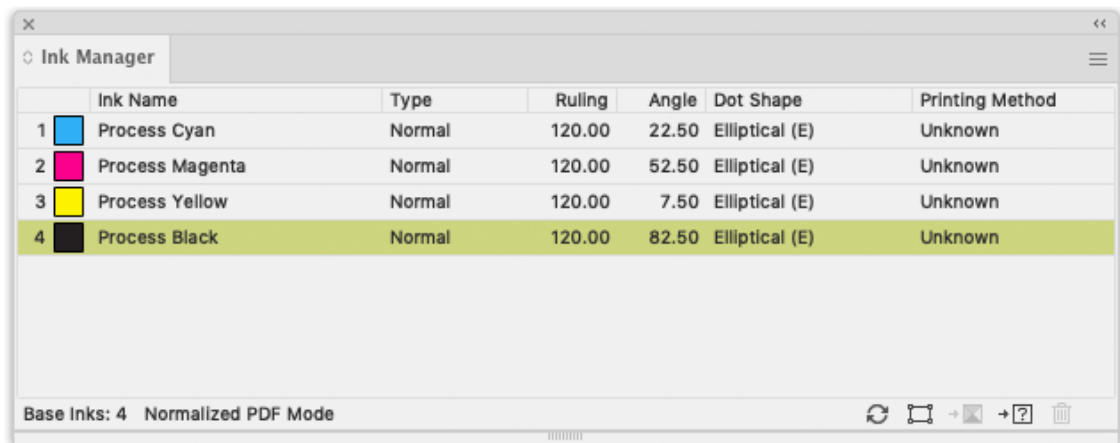 Ink Manager
Ink Name Type Ruling Angle Dot Shape Printing Method
1 Process Cyan Normal 120.00 22.50 Elliptical (E) Unknown
2 Process Magenta Normal 120.00 52.50 Elliptical (E) Unknown
3 Process Yellow Normal 120.00 7.50 Elliptical (E) Unknown
4 Process Black Normal 120.00 82.50 Elliptical (E) Unknown
Base Inks: 4 Normalized PDF Mode